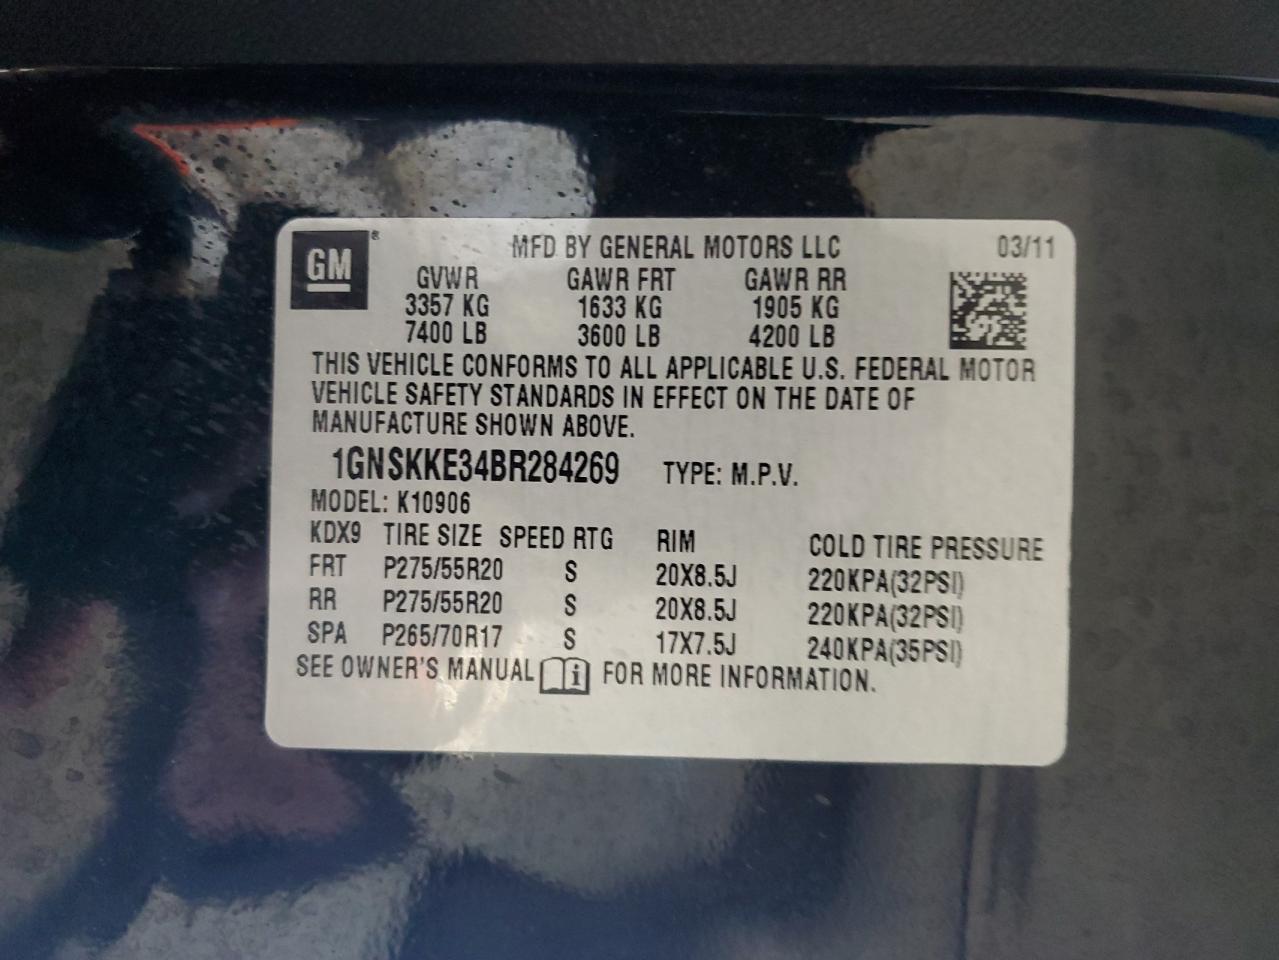 GM®
MFD BY GENERAL MOTORS LLC 03/11
GVWR GAWR FRT GAWR RR
3357 KG 1633 KG 1905 KG
7400 LB 3600 LB 4200 LB
THIS VEHICLE CONFORMS TO ALL APPLICABLE U.S. FEDERAL MOTOR
VEHICLE SAFETY STANDARDS IN EFFECT ON THE DATE OF
MANUFACTURE SHOWN ABOVE.
1GNSKKE34BR284269 TYPE: M.P.V.
MODEL: K10906
KDX9 TIRE SIZE SPEED RTG RIM COLD TIRE PRESSURE
FRT P275/55R20 S 20X8.5J 220KPA(32PSI)
RR P275/55R20 S 20X8.5J 220KPA(32PSI)
SPA P265/70R17 S 17X7.5J 240KPA(35PSI)
SEE OWNER'S MANUAL i FOR MORE INFORMATION.